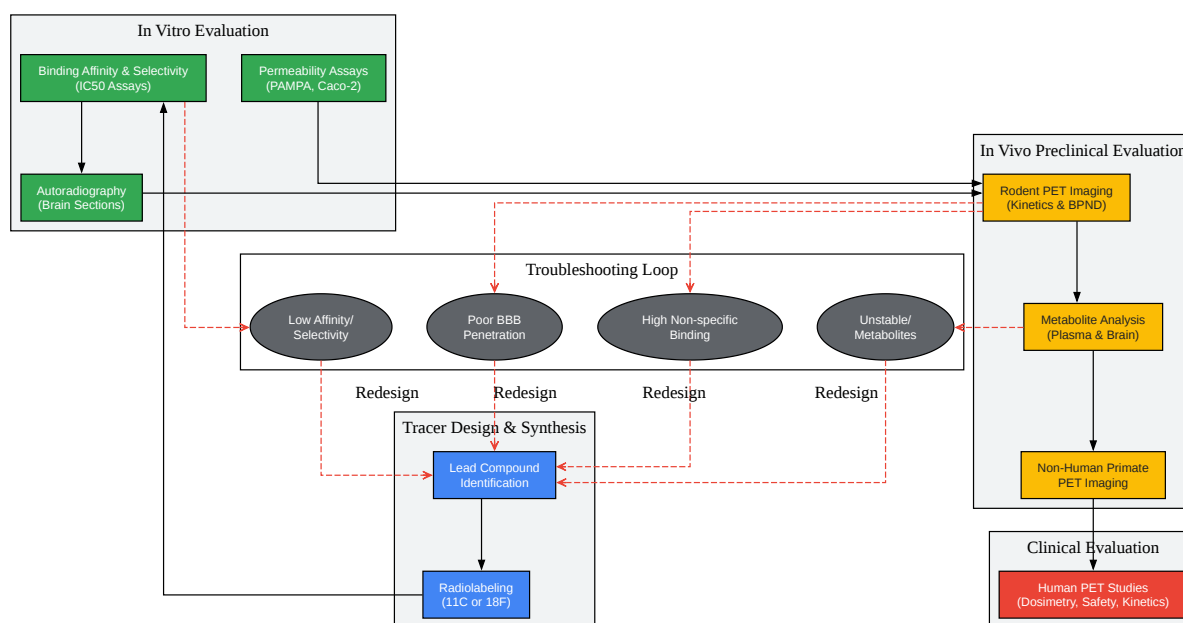 In Vitro Evaluation
Binding Affinity & Selectivity
(IC50 Assays)
Permeability Assays
(PAMPA, Caco-2)
Autoradiography
(Brain Sections)
In Vivo Preclinical Evaluation
Rodent PET Imaging
(Kinetics & BPND)
Troubleshooting Loop
Low Affinity/
Selectivity
Poor BBB
Penetration
High Non-specific
Binding
Unstable/
Metabolites
Metabolite Analysis
(Plasma & Brain)
Redesign
Redesign
Redesign
Redesign
Tracer Design & Synthesis
Lead Compound
Identification
Non-Human Primate
PET Imaging
Clinical Evaluation
Radiolabeling
(11C or 18F)
Human PET Studies
(Dosimetry, Safety, Kinetics)